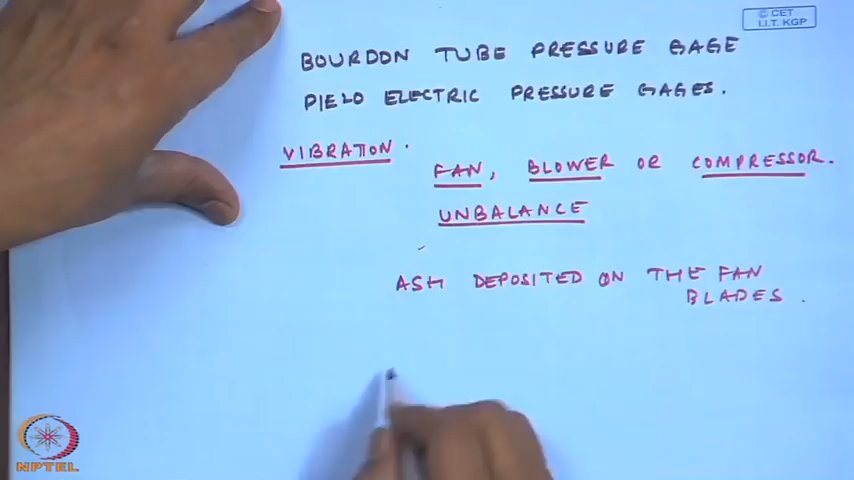 © CET
I.I.T. KGP
BOURDON TUBE PRESSURE GAGE
PIEZO ELECTRIC PRESSURE GAGES.
VIBRATION.
FAN, BLOWER OR COMPRESSOR.
UNBALANCE
ASH DEPOSITED ON THE FAN
BLADES.
NPTEL